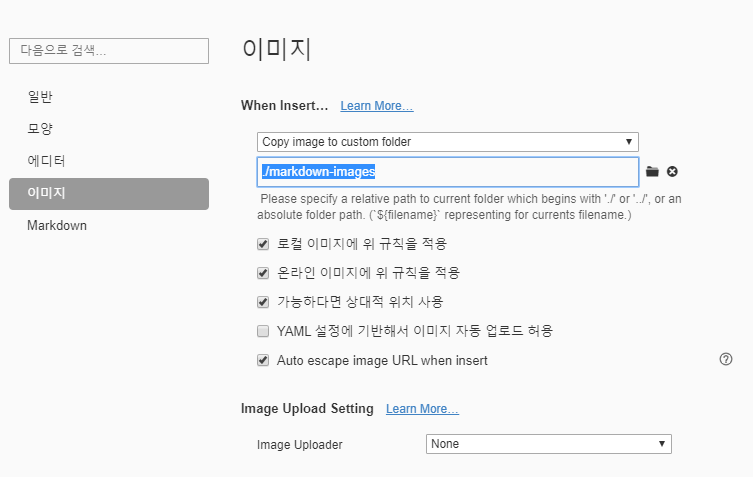 다음으로 검색...
일반
모양
에디터
이미지
Markdown
이미지
When Insert... Learn More...
Copy image to custom folder
./markdown-images
Please specify a relative path to current folder which begins with './' or '../', or an
absolute folder path. (`${filename}` representing for currents filename.)
로컬 이미지에 위 규칙을 적용
온라인 이미지에 위 규칙을 적용
가능하다면 상대적 위치 사용
YAML 설정에 기반해서 이미지 자동 업로드 허용
Auto escape image URL when insert
Image Upload Setting Learn More...
Image Uploader None